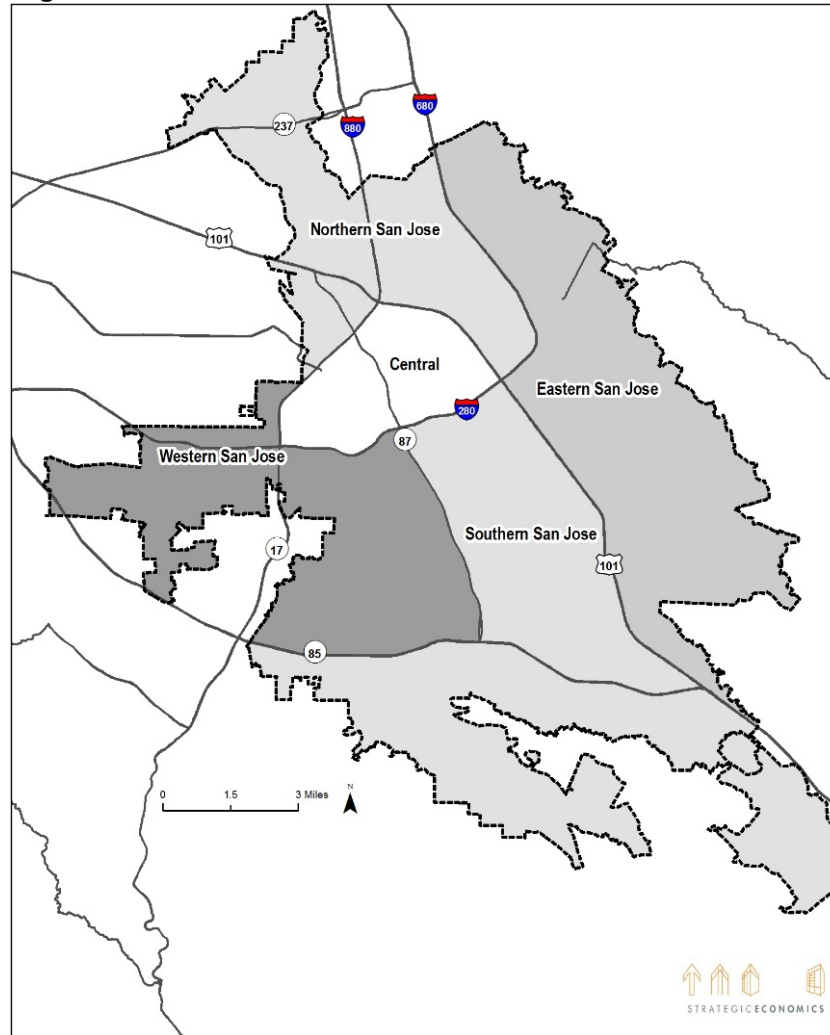 237
880
680
Northern San Jose
101
Central
Eastern San Jose
280
87
Western San Jose
Southern San Jose
17
101
85
0 1.5 3 Miles
N
STRATEGICECONOMICS